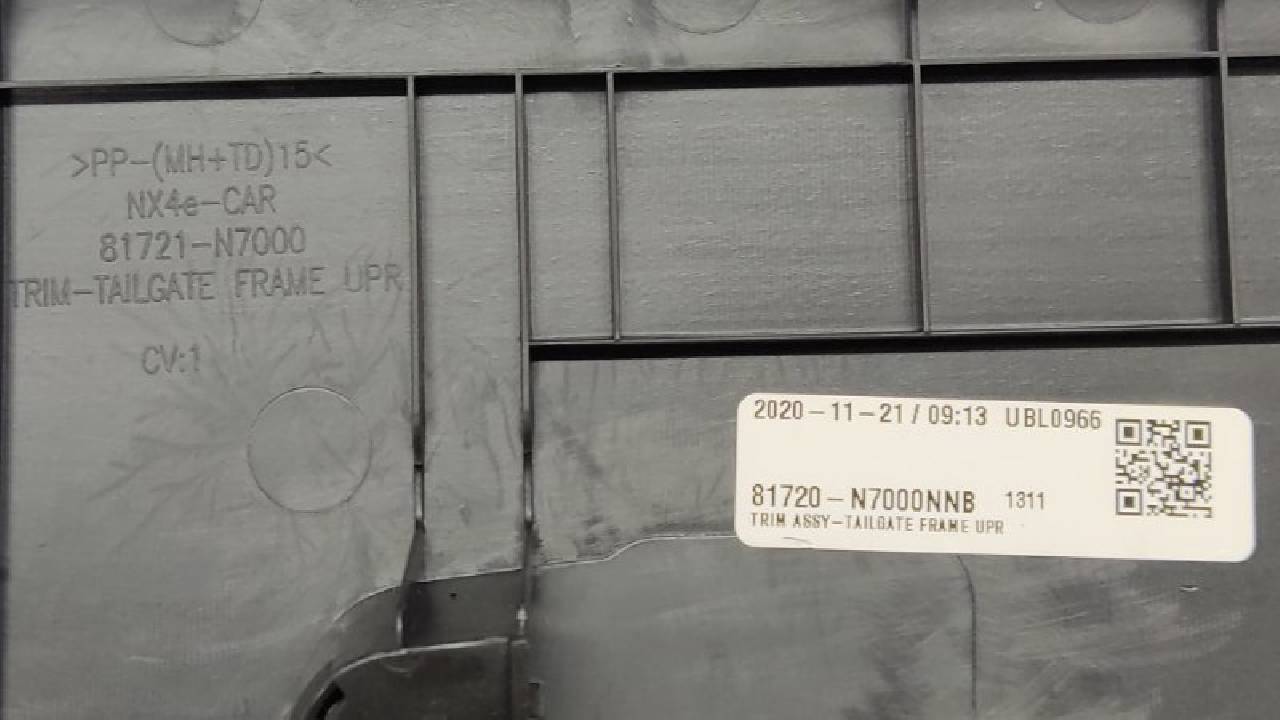 >PP-(MH+TD)15<
NX4e-CAR
81721-N7000
TRIM-TAILGATE FRAME UPR
CV:1
2020-11-21 / 09:13 UBL0966
81720-N7000NNB 1311
TRIM ASSY-TAILGATE FRAME UPR